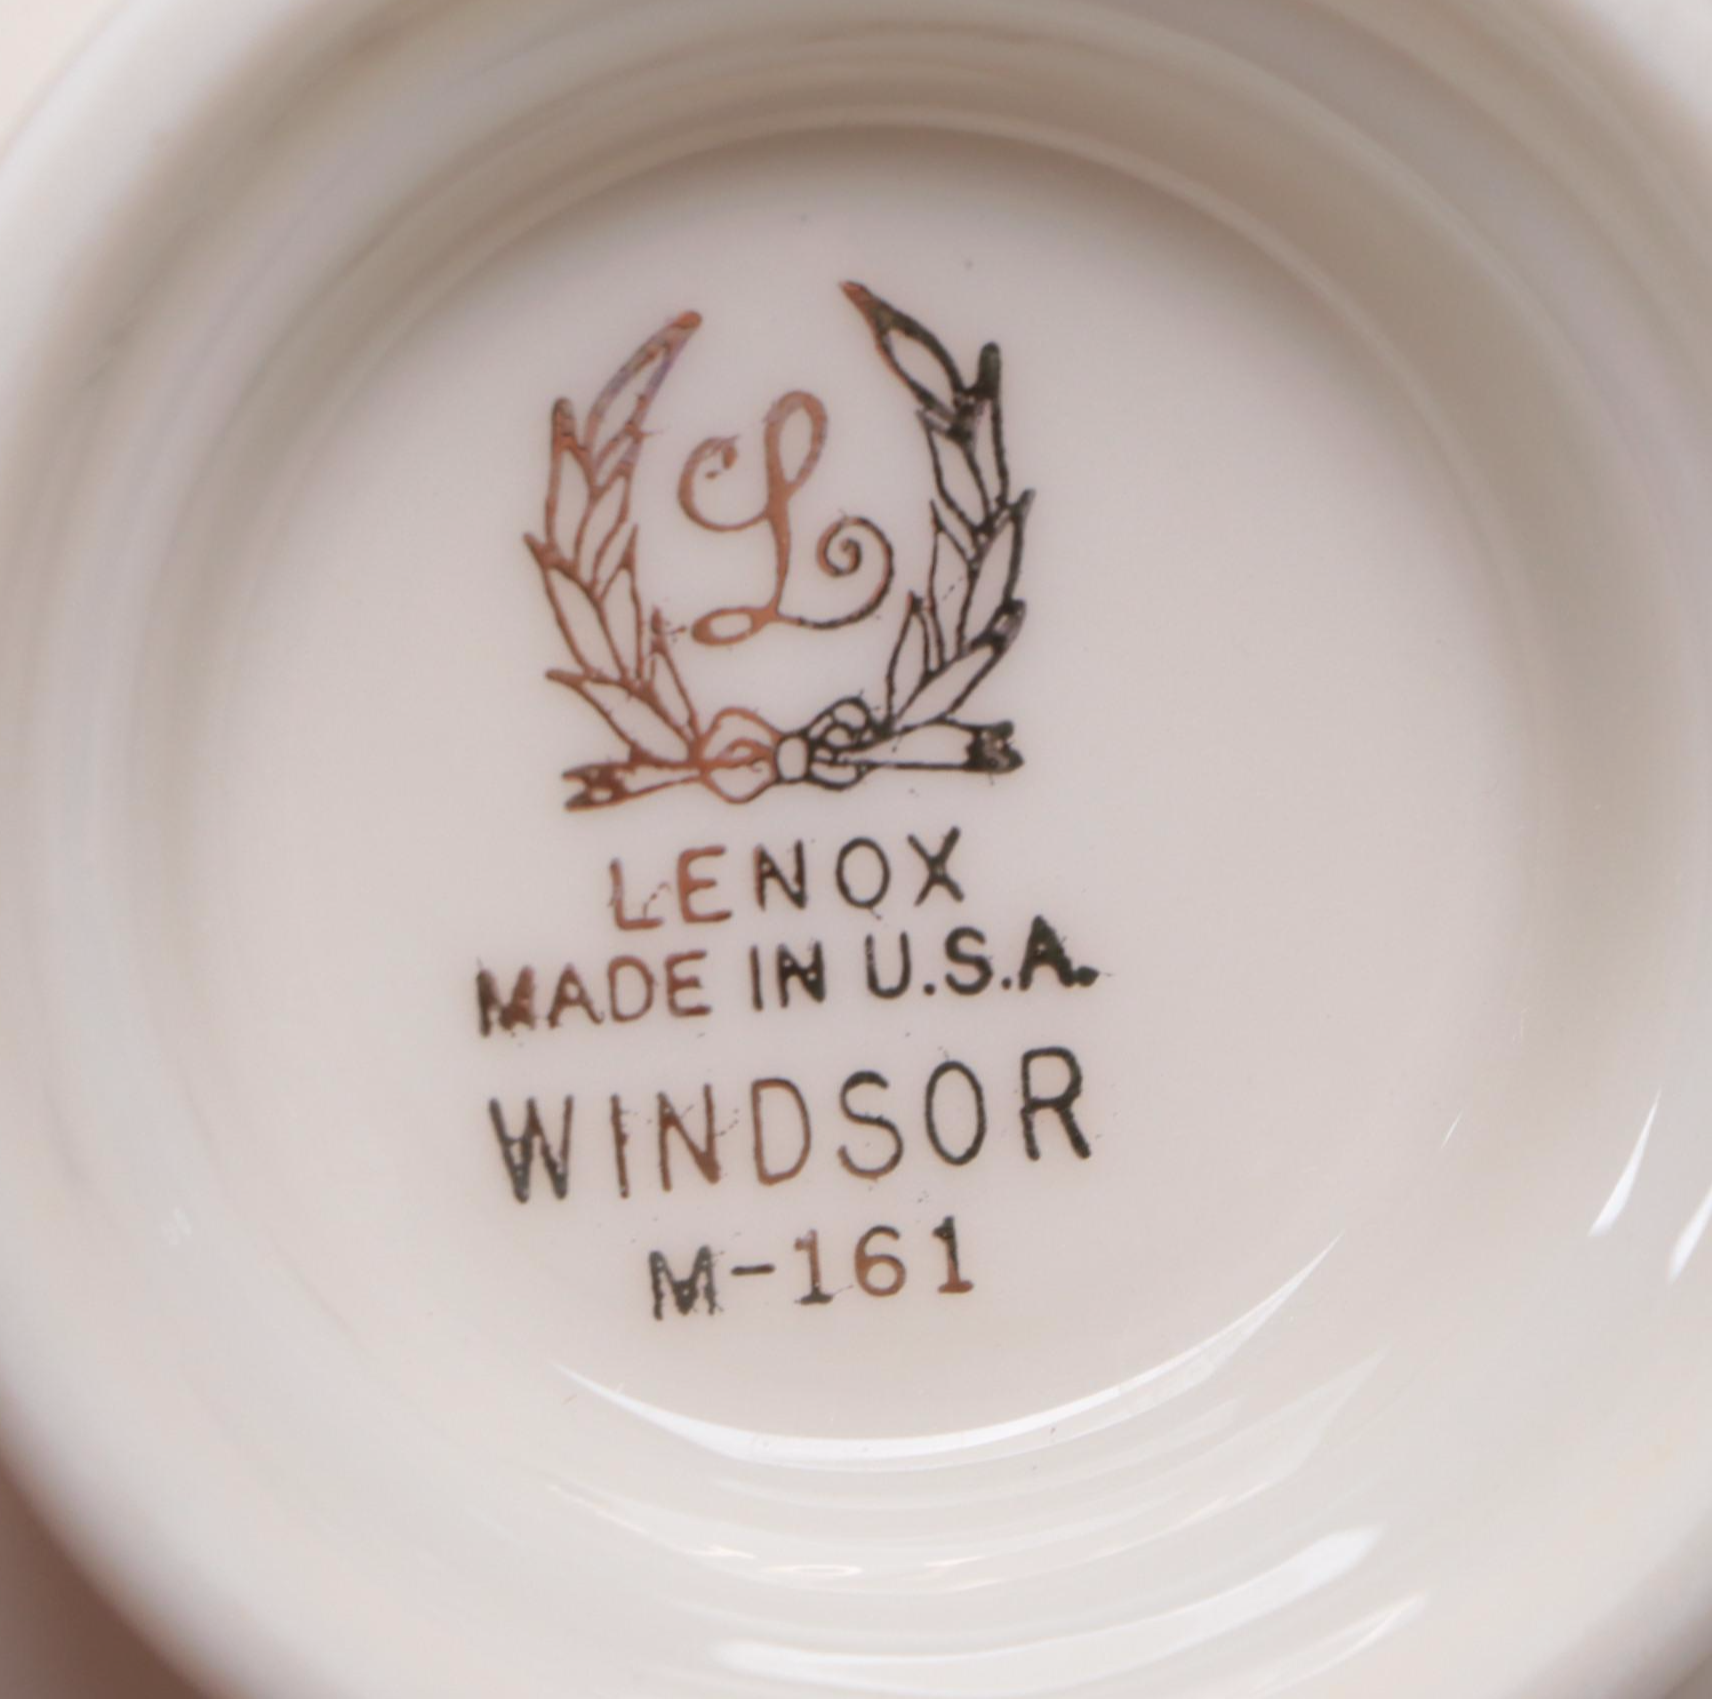 L
LENOX
MADE IN U.S.A.
WINDSOR
M-161